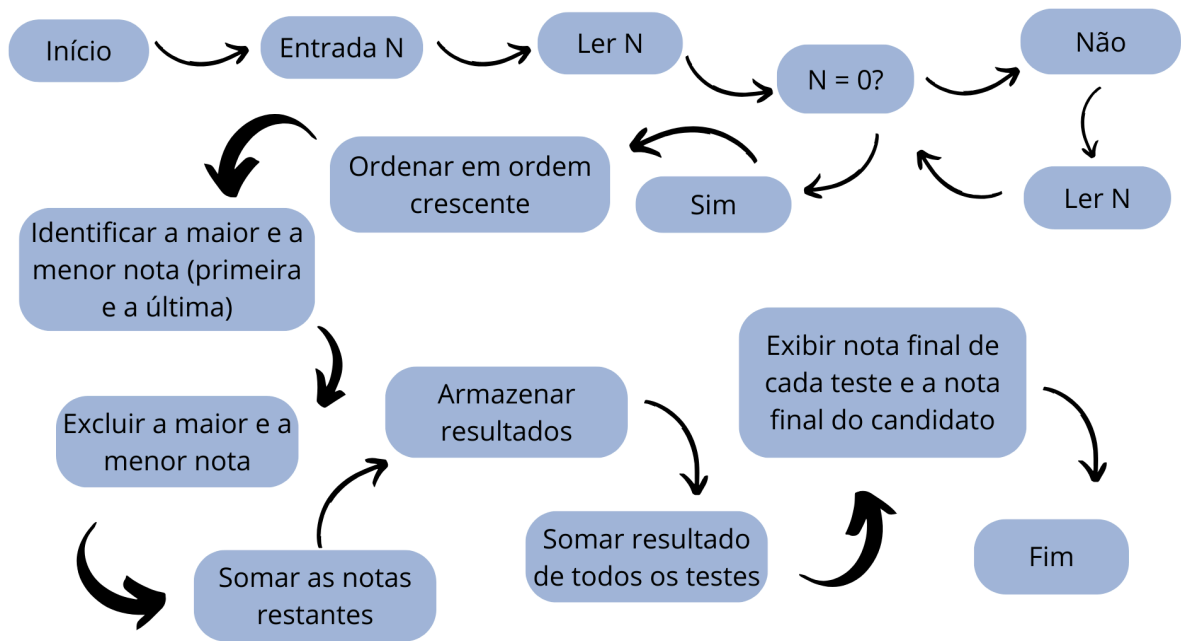 Início
Entrada N
Ler N
N = 0?
Não
Ler N
Sim
Ordenar em ordem
crescente
Identificar a maior e a
menor nota (primeira
e a última)
Excluir a maior e a
menor nota
Somar as notas
restantes
Armazenar
resultados
Somar resultado
de todos os testes
Exibir nota final de
cada teste e a nota
final do candidato
Fim